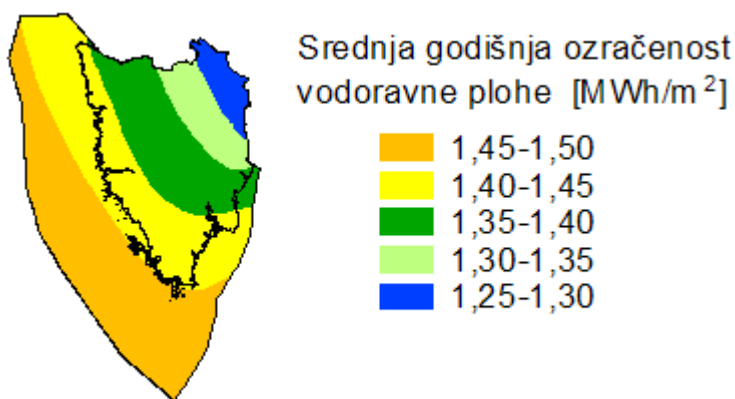 Srednja godišnja ozračenost
vodoravne plohe [MWh/m²]
1,45-1,50
1,40-1,45
1,35-1,40
1,30-1,35
1,25-1,30